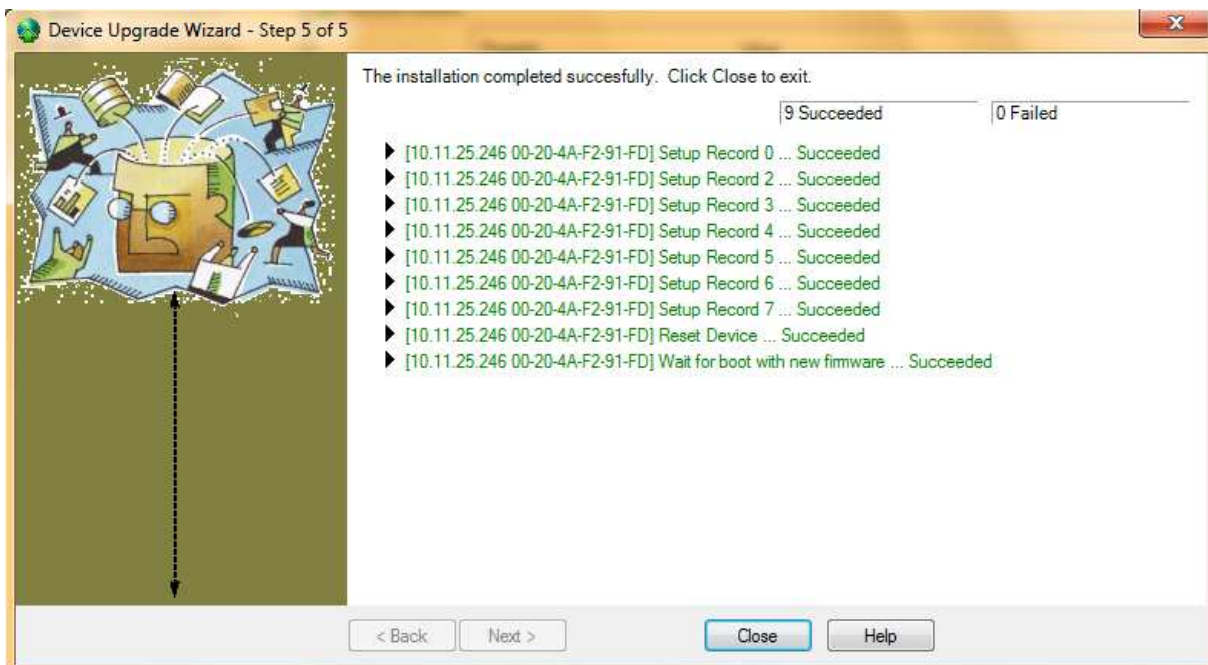 Device Upgrade Wizard - Step 5 of 5
The installation completed succesfully. Click Close to exit.
9 Succeeded 0 Failed
[10.11.25.246 00-20-4A-F2-91-FD] Setup Record 0 ... Succeeded
[10.11.25.246 00-20-4A-F2-91-FD] Setup Record 2 ... Succeeded
[10.11.25.246 00-20-4A-F2-91-FD] Setup Record 3 ... Succeeded
[10.11.25.246 00-20-4A-F2-91-FD] Setup Record 4 ... Succeeded
[10.11.25.246 00-20-4A-F2-91-FD] Setup Record 5 ... Succeeded
[10.11.25.246 00-20-4A-F2-91-FD] Setup Record 6 ... Succeeded
[10.11.25.246 00-20-4A-F2-91-FD] Setup Record 7 ... Succeeded
[10.11.25.246 00-20-4A-F2-91-FD] Reset Device ... Succeeded
[10.11.25.246 00-20-4A-F2-91-FD] Wait for boot with new firmware ... Succeeded
< Back Next > Close Help